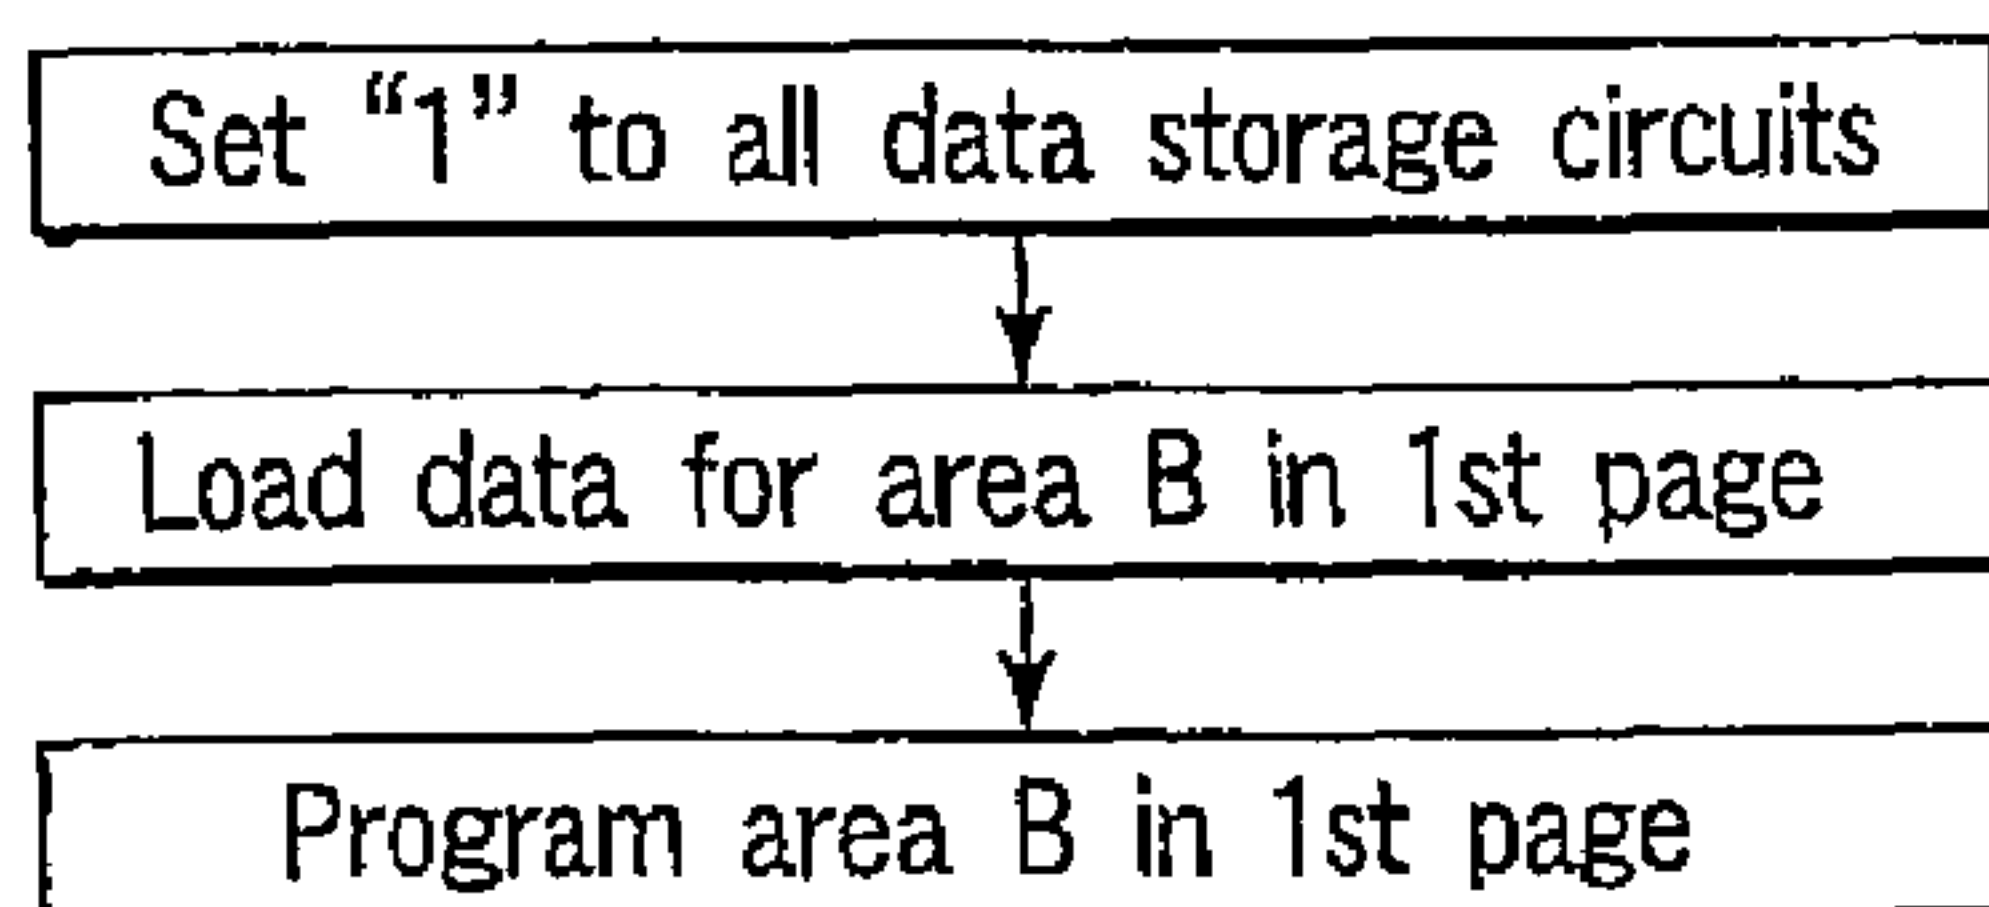 Set “1” to all data storage circuits
Load data for area B in 1st page
Program area B in 1st page